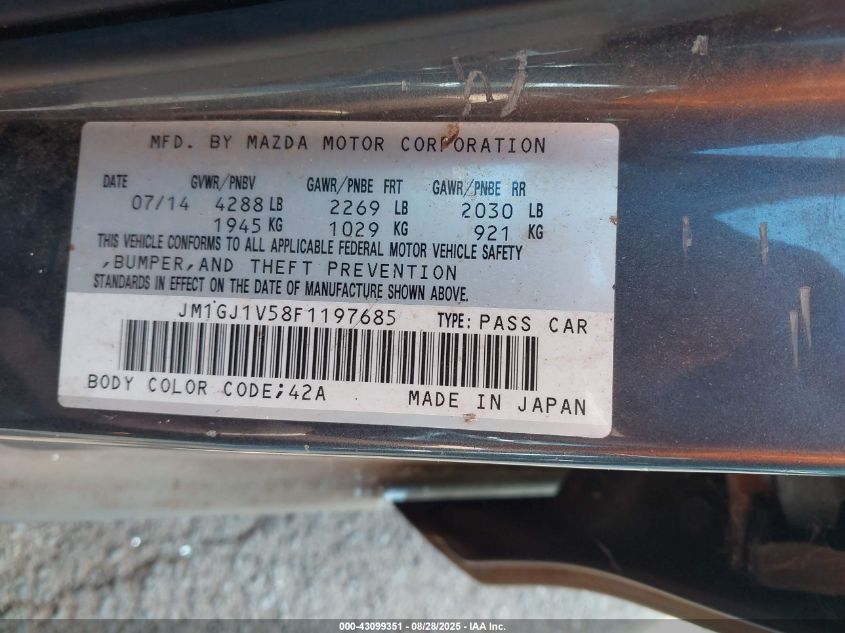 MFD. BY MAZDA MOTOR CORPORATION
DATE GVWR/PNBV GAWR/PNBE FRT GAWR/PNBE RR
07/14 4288 LB 2269 LB 2030 LB
1945 KG 1029 KG 921 KG
THIS VEHICLE CONFORMS TO ALL APPLICABLE FEDERAL MOTOR VEHICLE SAFETY
,BUMPER,AND THEFT PREVENTION
STANDARDS IN EFFECT ON THE DATE OF MANUFACTURE SHOWN ABOVE.
JM1GJ1V58F1197685 TYPE: PASS CAR
BODY COLOR CODE;42A MADE IN JAPAN
000-43099351 | 08/28/2025 | IAA Inc.